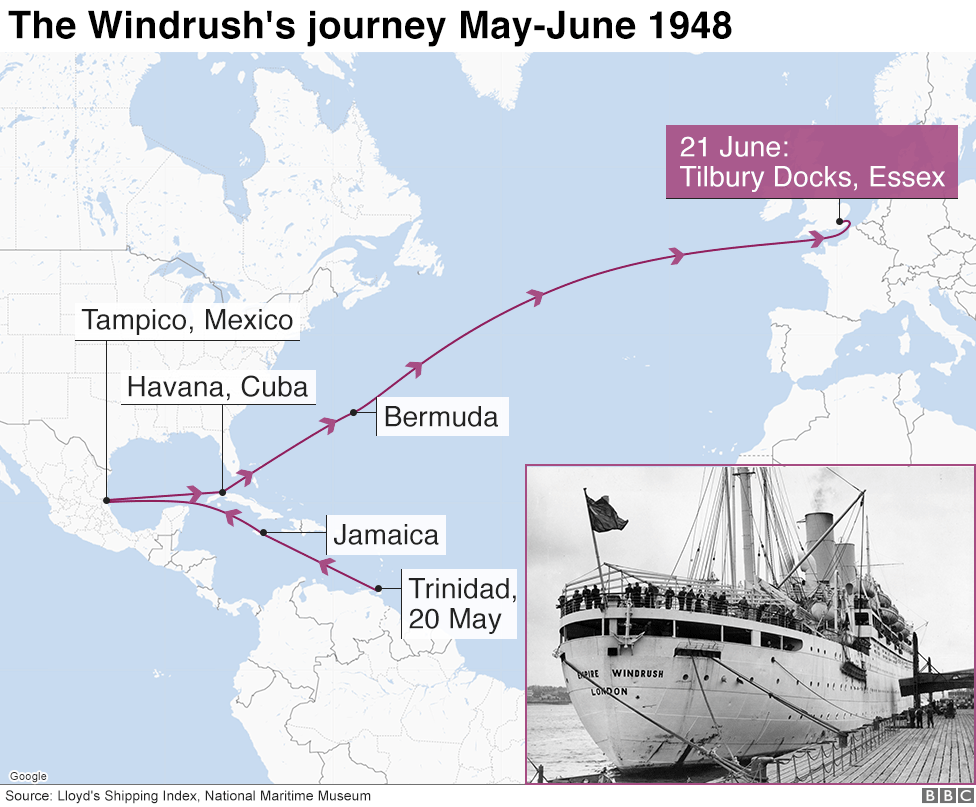 The Windrush's journey May-June 1948
21 June:
Tilbury Docks, Essex
Tampico, Mexico
Havana, Cuba
Bermuda
Jamaica
Trinidad,
20 May
EMPIRE WINDRUSH
LONDON
Google
Source: Lloyd's Shipping Index, National Maritime Museum
BBC